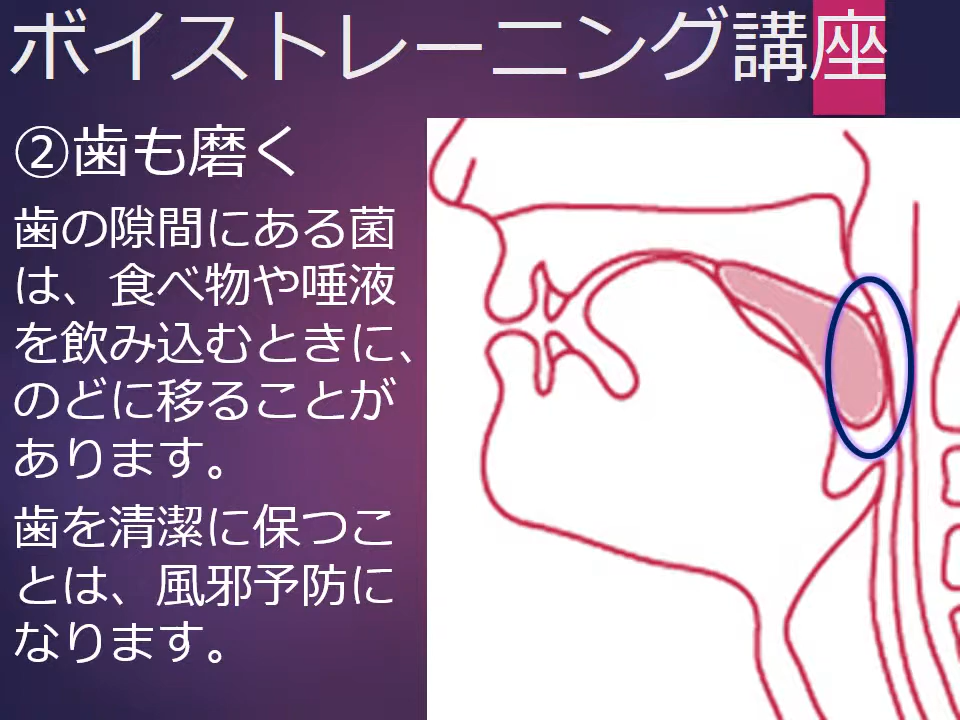 ボイストレーニング講座
②歯も磨く
歯の隙間にある菌
は、食べ物や唾液
を飲み込むときに、
のどに移ることが
あります。
歯を清潔に保つこ
とは、風邪予防に
なります。